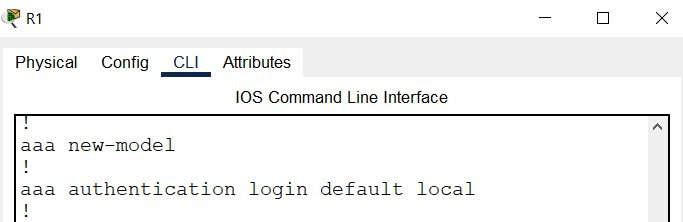 R1
Physical Config CLI Attributes
IOS Command Line Interface
!
aaa new-model
!
aaa authentication login default local
!